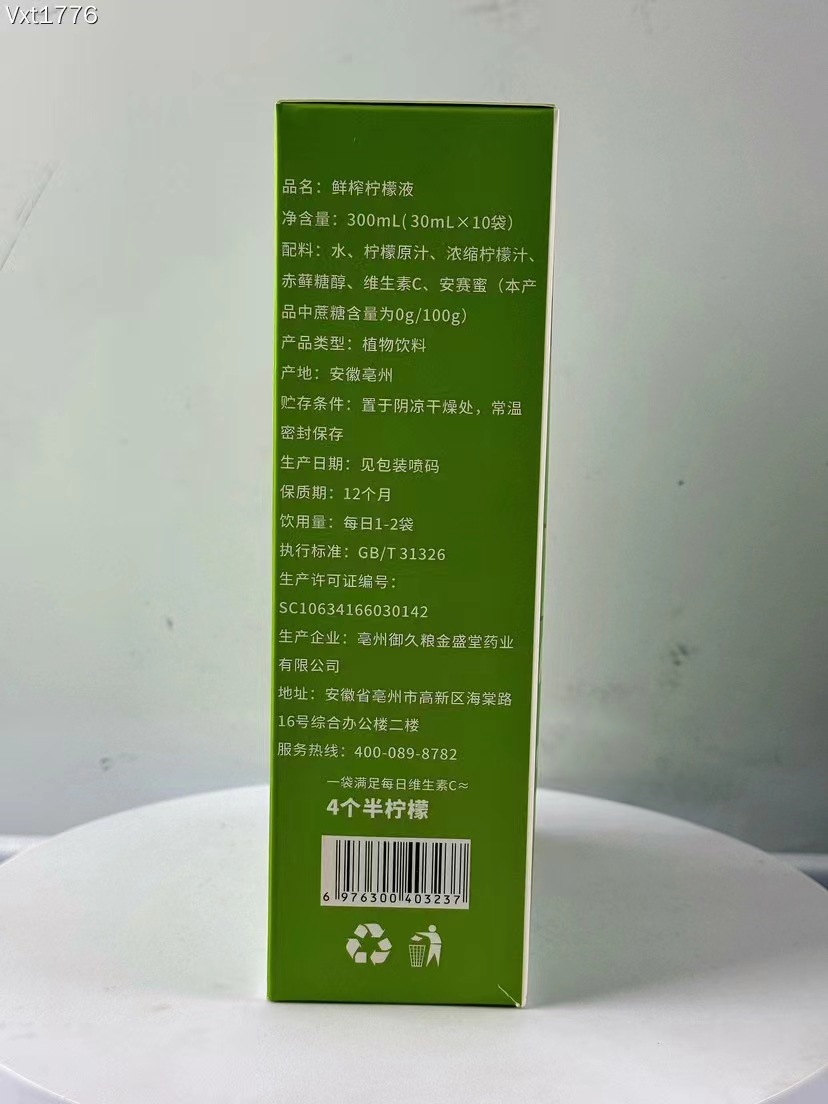 Vxt1776
品名：鲜榨柠檬液
净含量：300mL(30mL×10袋）
配料：水、柠檬原汁、浓缩柠檬汁、
赤藓糖醇、维生素C、安赛蜜（本产
品中蔗糖含量为0g/100g）
产品类型：植物饮料
产地：安徽亳州
贮存条件：置于阴凉干燥处，常温
密封保存
生产日期：见包装喷码
保质期：12个月
饮用量：每日1-2袋
执行标准：GB/T 31326
生产许可证编号：
SC10634166030142
生产企业：亳州御久粮金盛堂药业
有限公司
地址：安徽省亳州市高新区海棠路
16号综合办公楼二楼
服务热线：400-089-8782
一袋满足每日维生素C≈
4个半柠檬
6 976300 403237